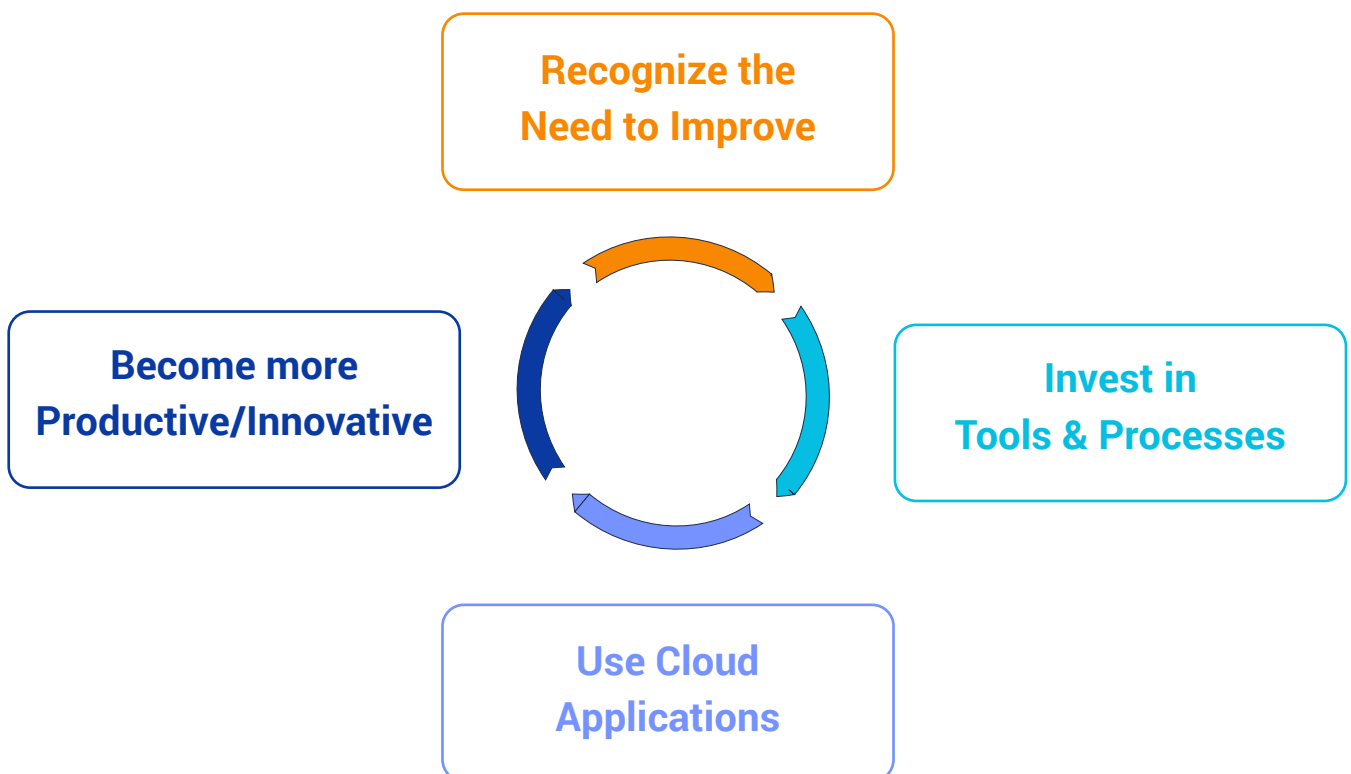 Recognize the
Need to Improve
Become more
Productive/Innovative
Invest in
Tools & Processes
Use Cloud
Applications